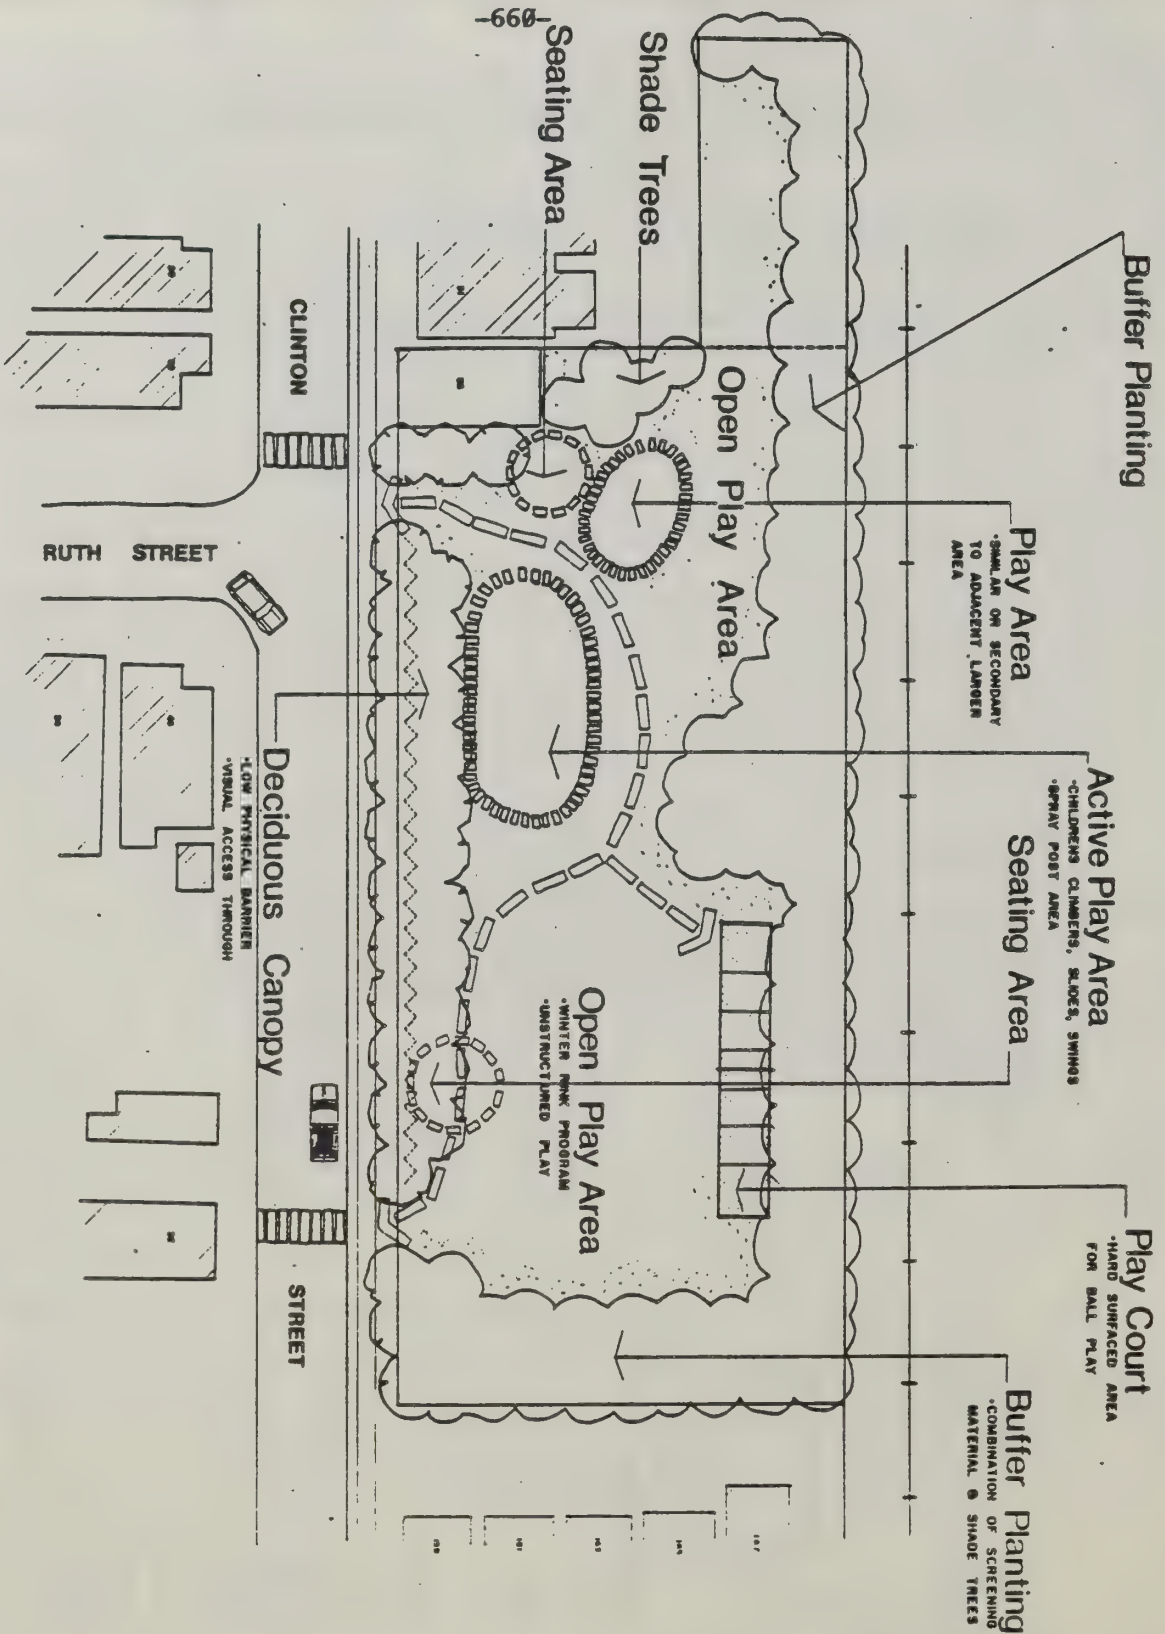 -660-
Buffer Planting
Shade Trees
Seating Area
Play Area
•SIMILAR OR SECONDARY
TO ADJACENT LARGER
AREA
Active Play Area
•CHILDRENS CLIMBERS, SLIDES, SWINGS
•SPRAY POST AREA
Seating Area
Play Court
•HARD SURFACED AREA
FOR BALL PLAY
Buffer Planting
•COMBINATION OF SCREENING
MATERIAL & SHADE TREES
Open Play Area
Open Play Area
•WINTER RINK PROGRAM
•UNSTRUCTURED PLAY
Deciduous Canopy
•LOW PHYSICAL BARRIER
•VISUAL ACCESS THROUGH
CLINTON
STREET
RUTH STREET